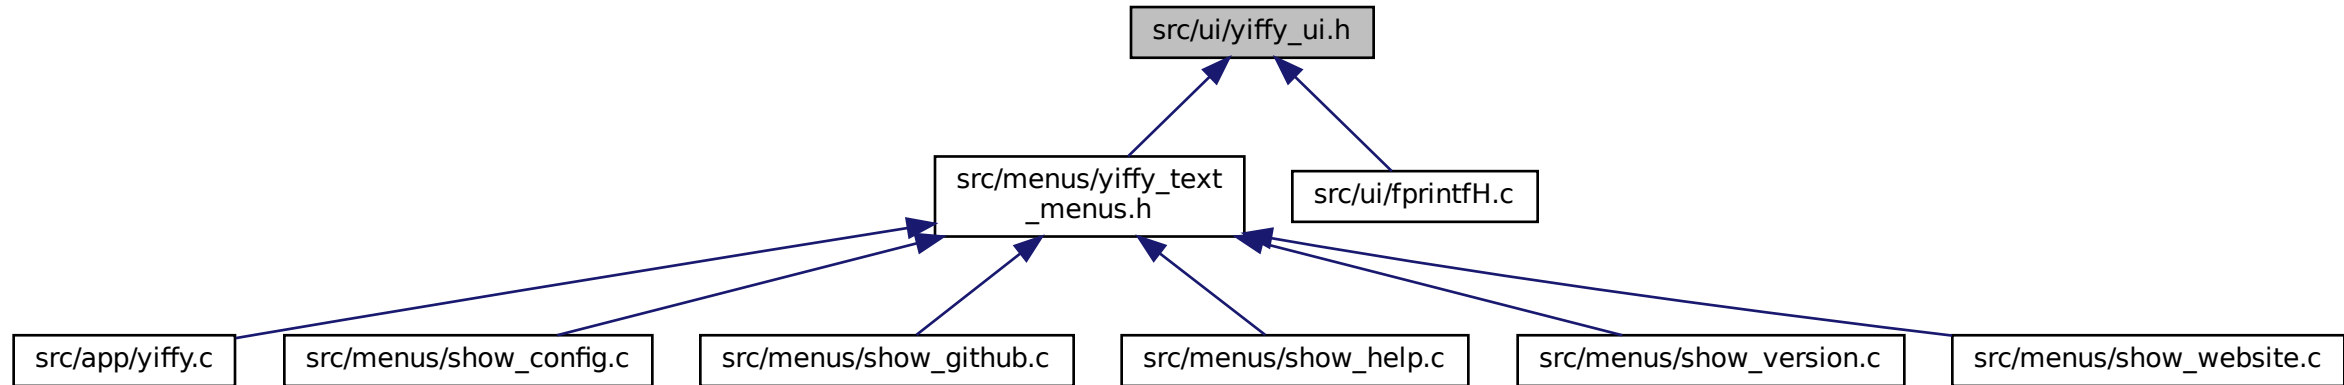 src/ui/yiffy_ui.h
src/menus/yiffy_text
_menus.h
src/ui/fprintfH.c
src/app/yiffy.c
src/menus/show_config.c
src/menus/show_github.c
src/menus/show_help.c
src/menus/show_version.c
src/menus/show_website.c